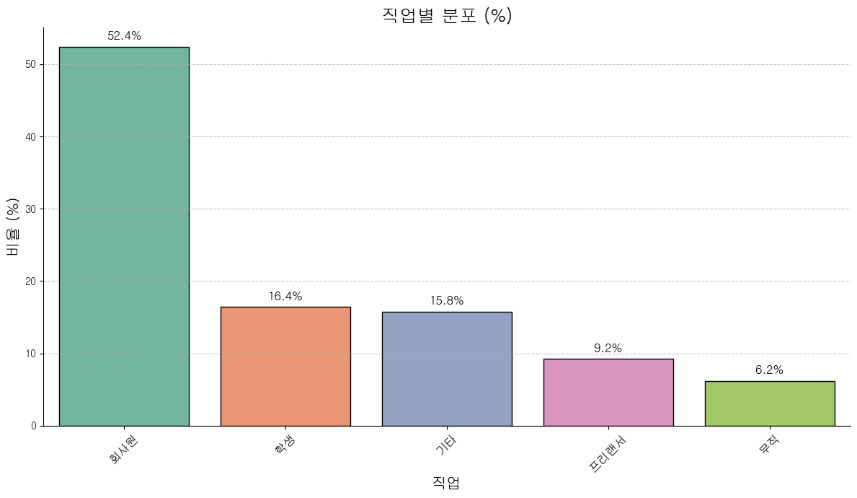 직업별 분포 (%)
비율 (%)
50
40
30
20
10
0
52.4%
16.4%
15.8%
9.2%
6.2%
회사원
학생
기타
프리랜서
무직
직업